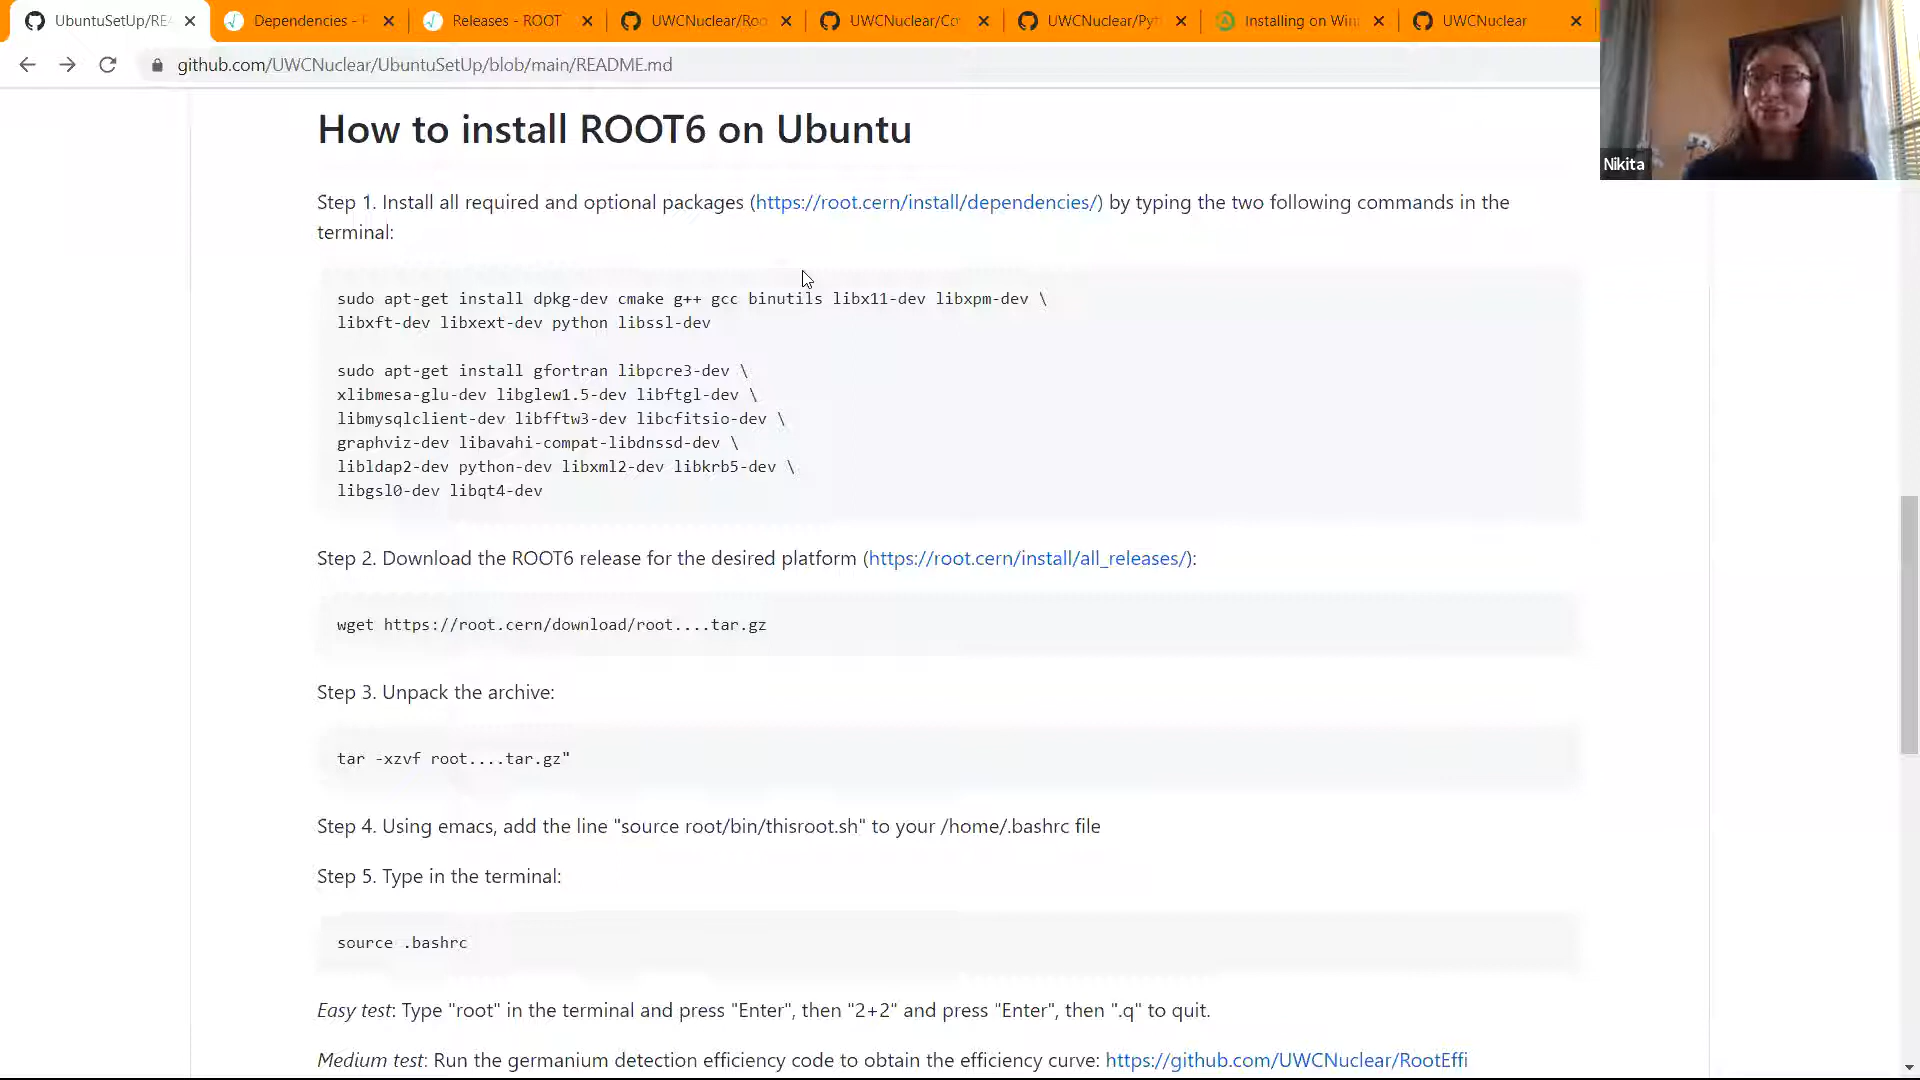 UbuntuSetUp/REA
Dependencies -
Releases - ROOT
UWCNuclear/Roo
UWCNuclear/Co
UWCNuclear/Pyt
Installing on Win
UWCNuclear
github.com/UWCNuclear/UbuntuSetUp/blob/main/README.md
Nikita
How to install ROOT6 on Ubuntu
Step 1. Install all required and optional packages (https://root.cern/install/dependencies/) by typing the two following commands in the
terminal:
sudo apt-get install dpkg-dev cmake g++ gcc binutils libx11-dev libxpm-dev \
libxft-dev libxext-dev python libssl-dev
sudo apt-get install gfortran libpcre3-dev \
xlibmesa-glu-dev libglew1.5-dev libftgl-dev \
libmysqlclient-dev libfftw3-dev libcfitsio-dev \
graphviz-dev libavahi-compat-libdnssd-dev \
libldap2-dev python-dev libxml2-dev libkrb5-dev \
libgsl0-dev libqt4-dev
Step 2. Download the ROOT6 release for the desired platform (https://root.cern/install/all_releases/):
wget https://root.cern/download/root....tar.gz
Step 3. Unpack the archive:
tar -xzvf root....tar.gz"
Step 4. Using emacs, add the line "source root/bin/thisroot.sh" to your /home/.bashrc file
Step 5. Type in the terminal:
source .bashrc
Easy test: Type "root" in the terminal and press "Enter", then "2+2" and press "Enter", then ".q" to quit.
Medium test: Run the germanium detection efficiency code to obtain the efficiency curve: https://github.com/UWCNuclear/RootEffi